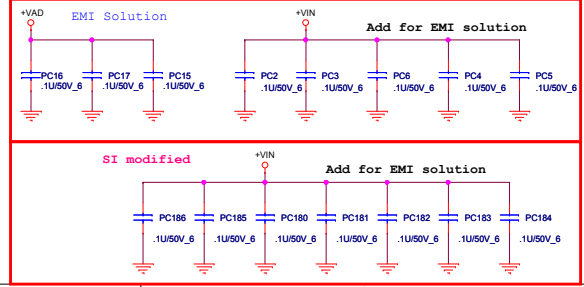 +VAD
EMI Solution
+VIN
Add for EMI solution
PC16
.1U/50V_6
PC17
.1U/50V_6
PC15
.1U/50V_6
PC2
.1U/50V_6
PC3
.1U/50V_6
PC6
.1U/50V_6
PC4
.1U/50V_6
PC5
.1U/50V_6
SI modified
+VIN
Add for EMI solution
PC186
.1U/50V_6
PC185
.1U/50V_6
PC180
.1U/50V_6
PC181
.1U/50V_6
PC182
.1U/50V_6
PC183
.1U/50V_6
PC184
.1U/50V_6